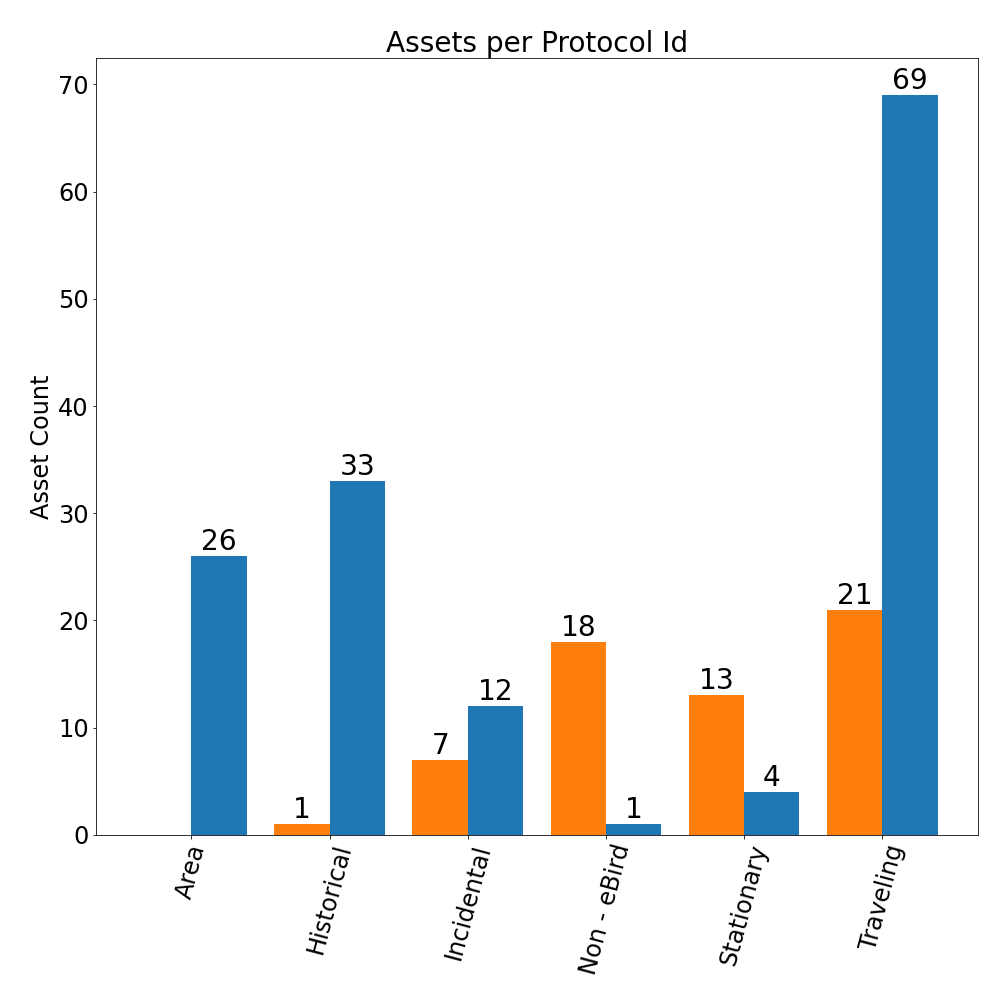 Assets per Protocol Id
Asset Count
70
60
50
40
30
20
10
0
26
1
33
7
12
18
1
13
4
21
69
Area
Historical
Incidental
Non - eBird
Stationary
Traveling